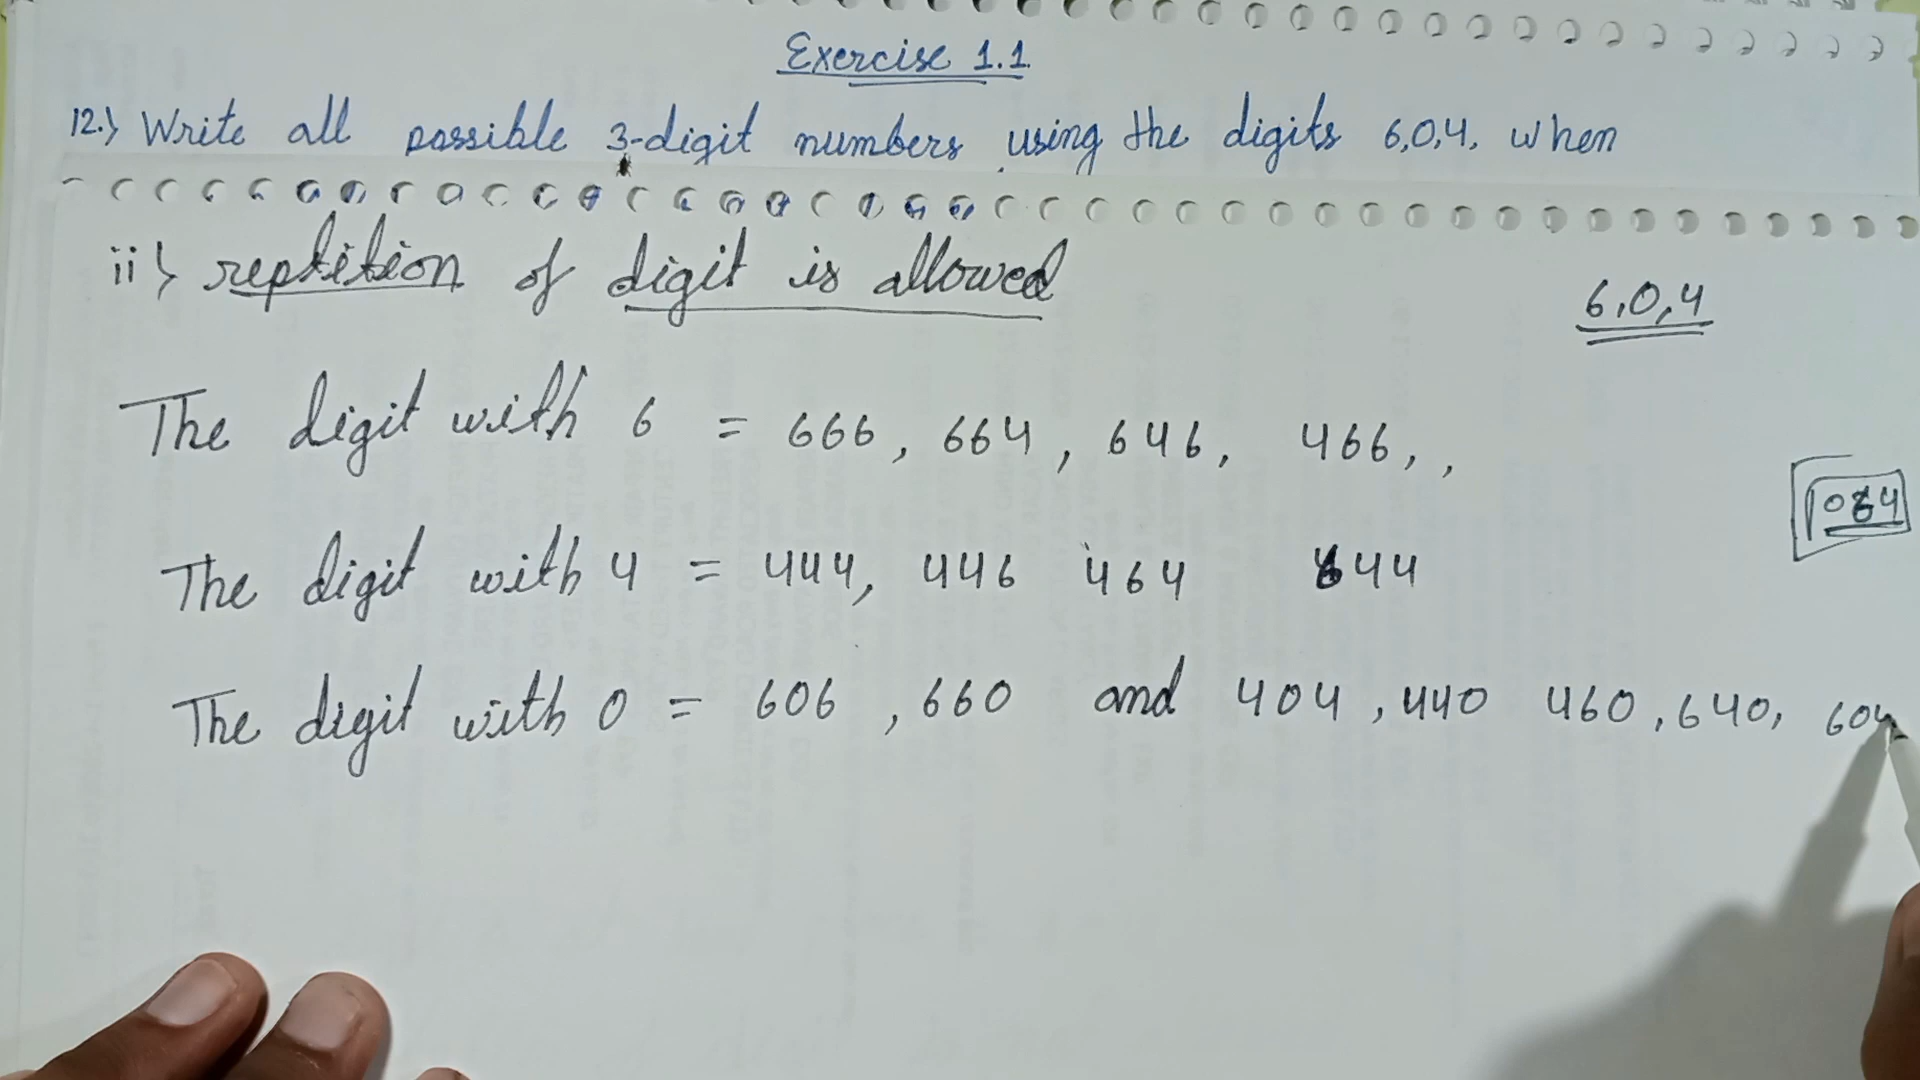 Exercise 1.1
12.) Write all possible 3-digit numbers using the digits 6,0,4, when
ii) reptition of digit is allowed
6,0,4
The digit with 6 = 666, 664, 646, 466, ,
064
The digit with 4 = 444, 446 464 644
The digit with 0 = 606, 660 and 404, 440 460, 640, 604